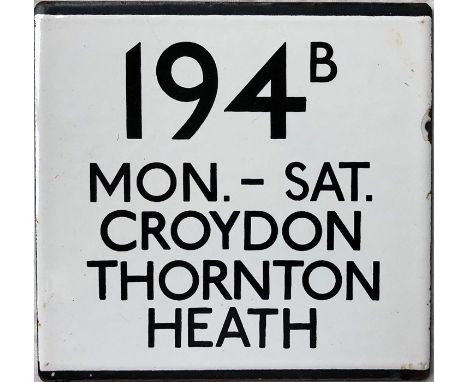 194B
MON. – SAT.
CROYDON
THORNTON
HEATH